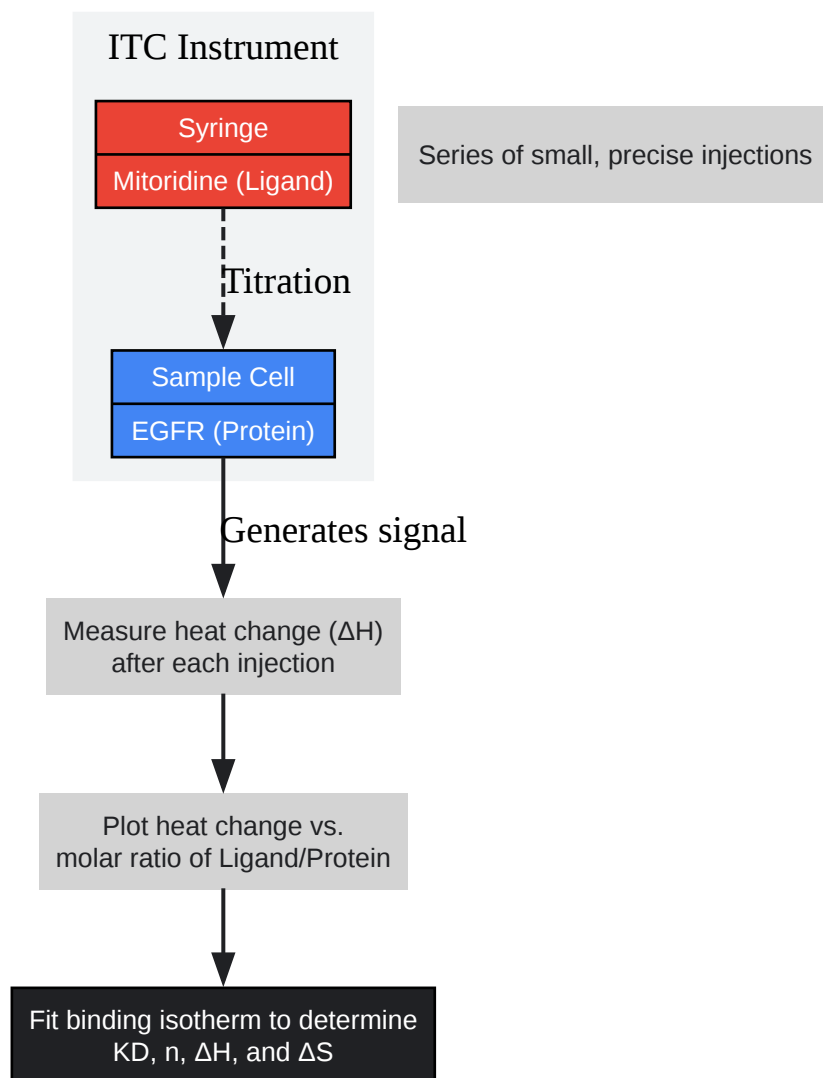 ITC Instrument
Syringe
Mitoridine (Ligand)
Series of small, precise injections
Titration
Sample Cell
EGFR (Protein)
Generates signal
Measure heat change (ΔH)
after each injection
Plot heat change vs.
molar ratio of Ligand/Protein
Fit binding isotherm to determine
KD, n, ΔH, and ΔS